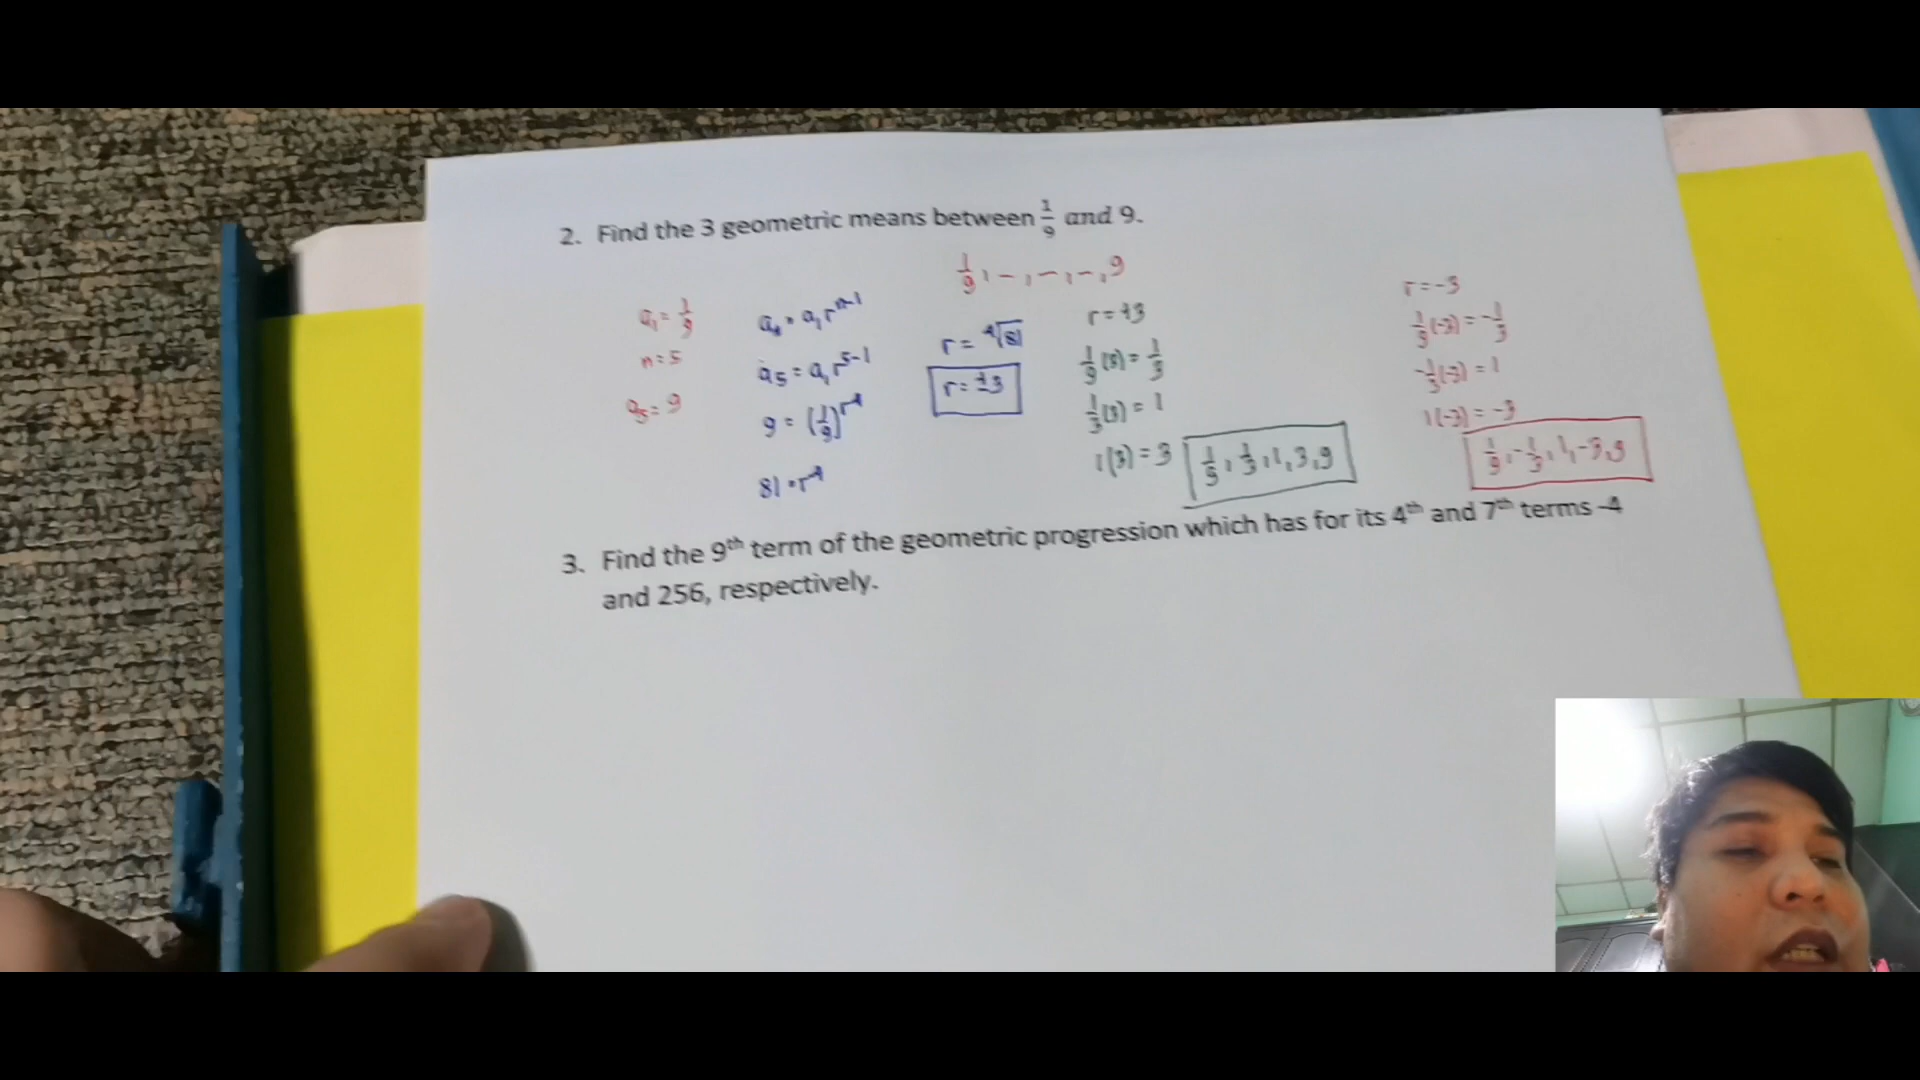 2. Find the 3 geometric means between 1/9 and 9.
1/9, _, _, _, 9
a₁ = 1/9
n = 5
a₅ = 9
aₙ = a₁rⁿ⁻¹
a₅ = a₁r⁵⁻¹
9 = (1/9)r⁴
81 = r⁴
r = ⁴√81
r = ±3
r = +3
1/9(3) = 1/3
1/3(3) = 1
1(3) = 3
1/9, 1/3, 1, 3, 9
r = -3
1/9(-3) = -1/3
-1/3(-3) = 1
1(-3) = -3
1/9, -1/3, 1, -3, 9
3. Find the 9th term of the geometric progression which has for its 4th and 7th terms -4
and 256, respectively.